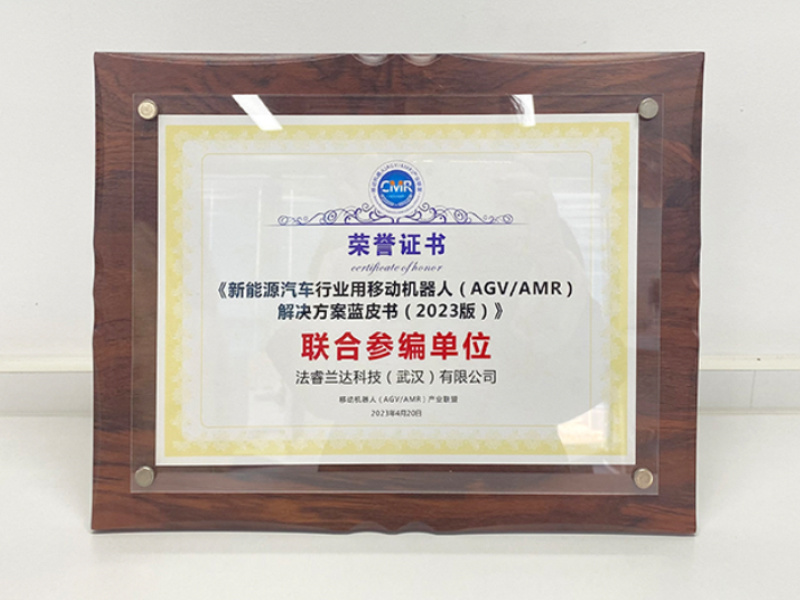 CMR
荣誉证书
certificate of honor
《新能源汽车行业用移动机器人（AGV/AMR）
解决方案蓝皮书（2023版）》
联合参编单位
法睿兰达科技（武汉）有限公司
移动机器人（AGV/AMR）产业联盟
2023年4月20日